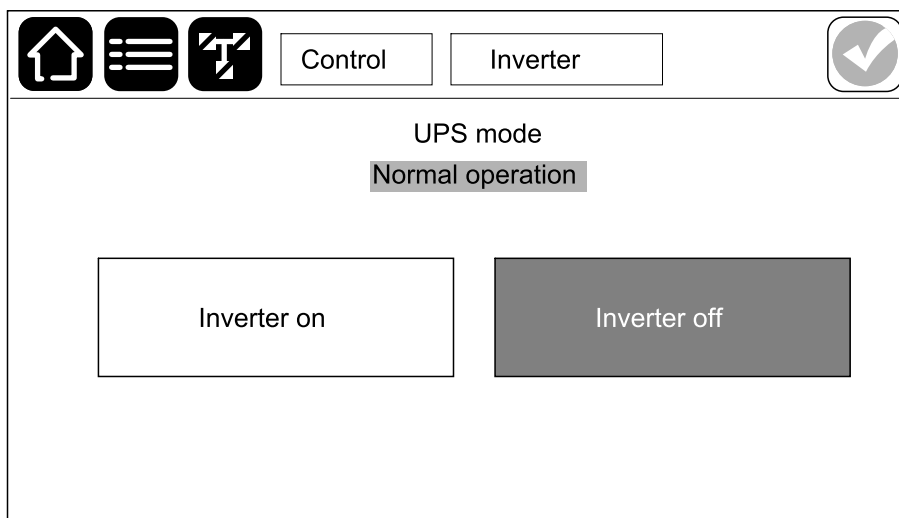 Control
Inverter
UPS mode
Normal operation
Inverter on
Inverter off